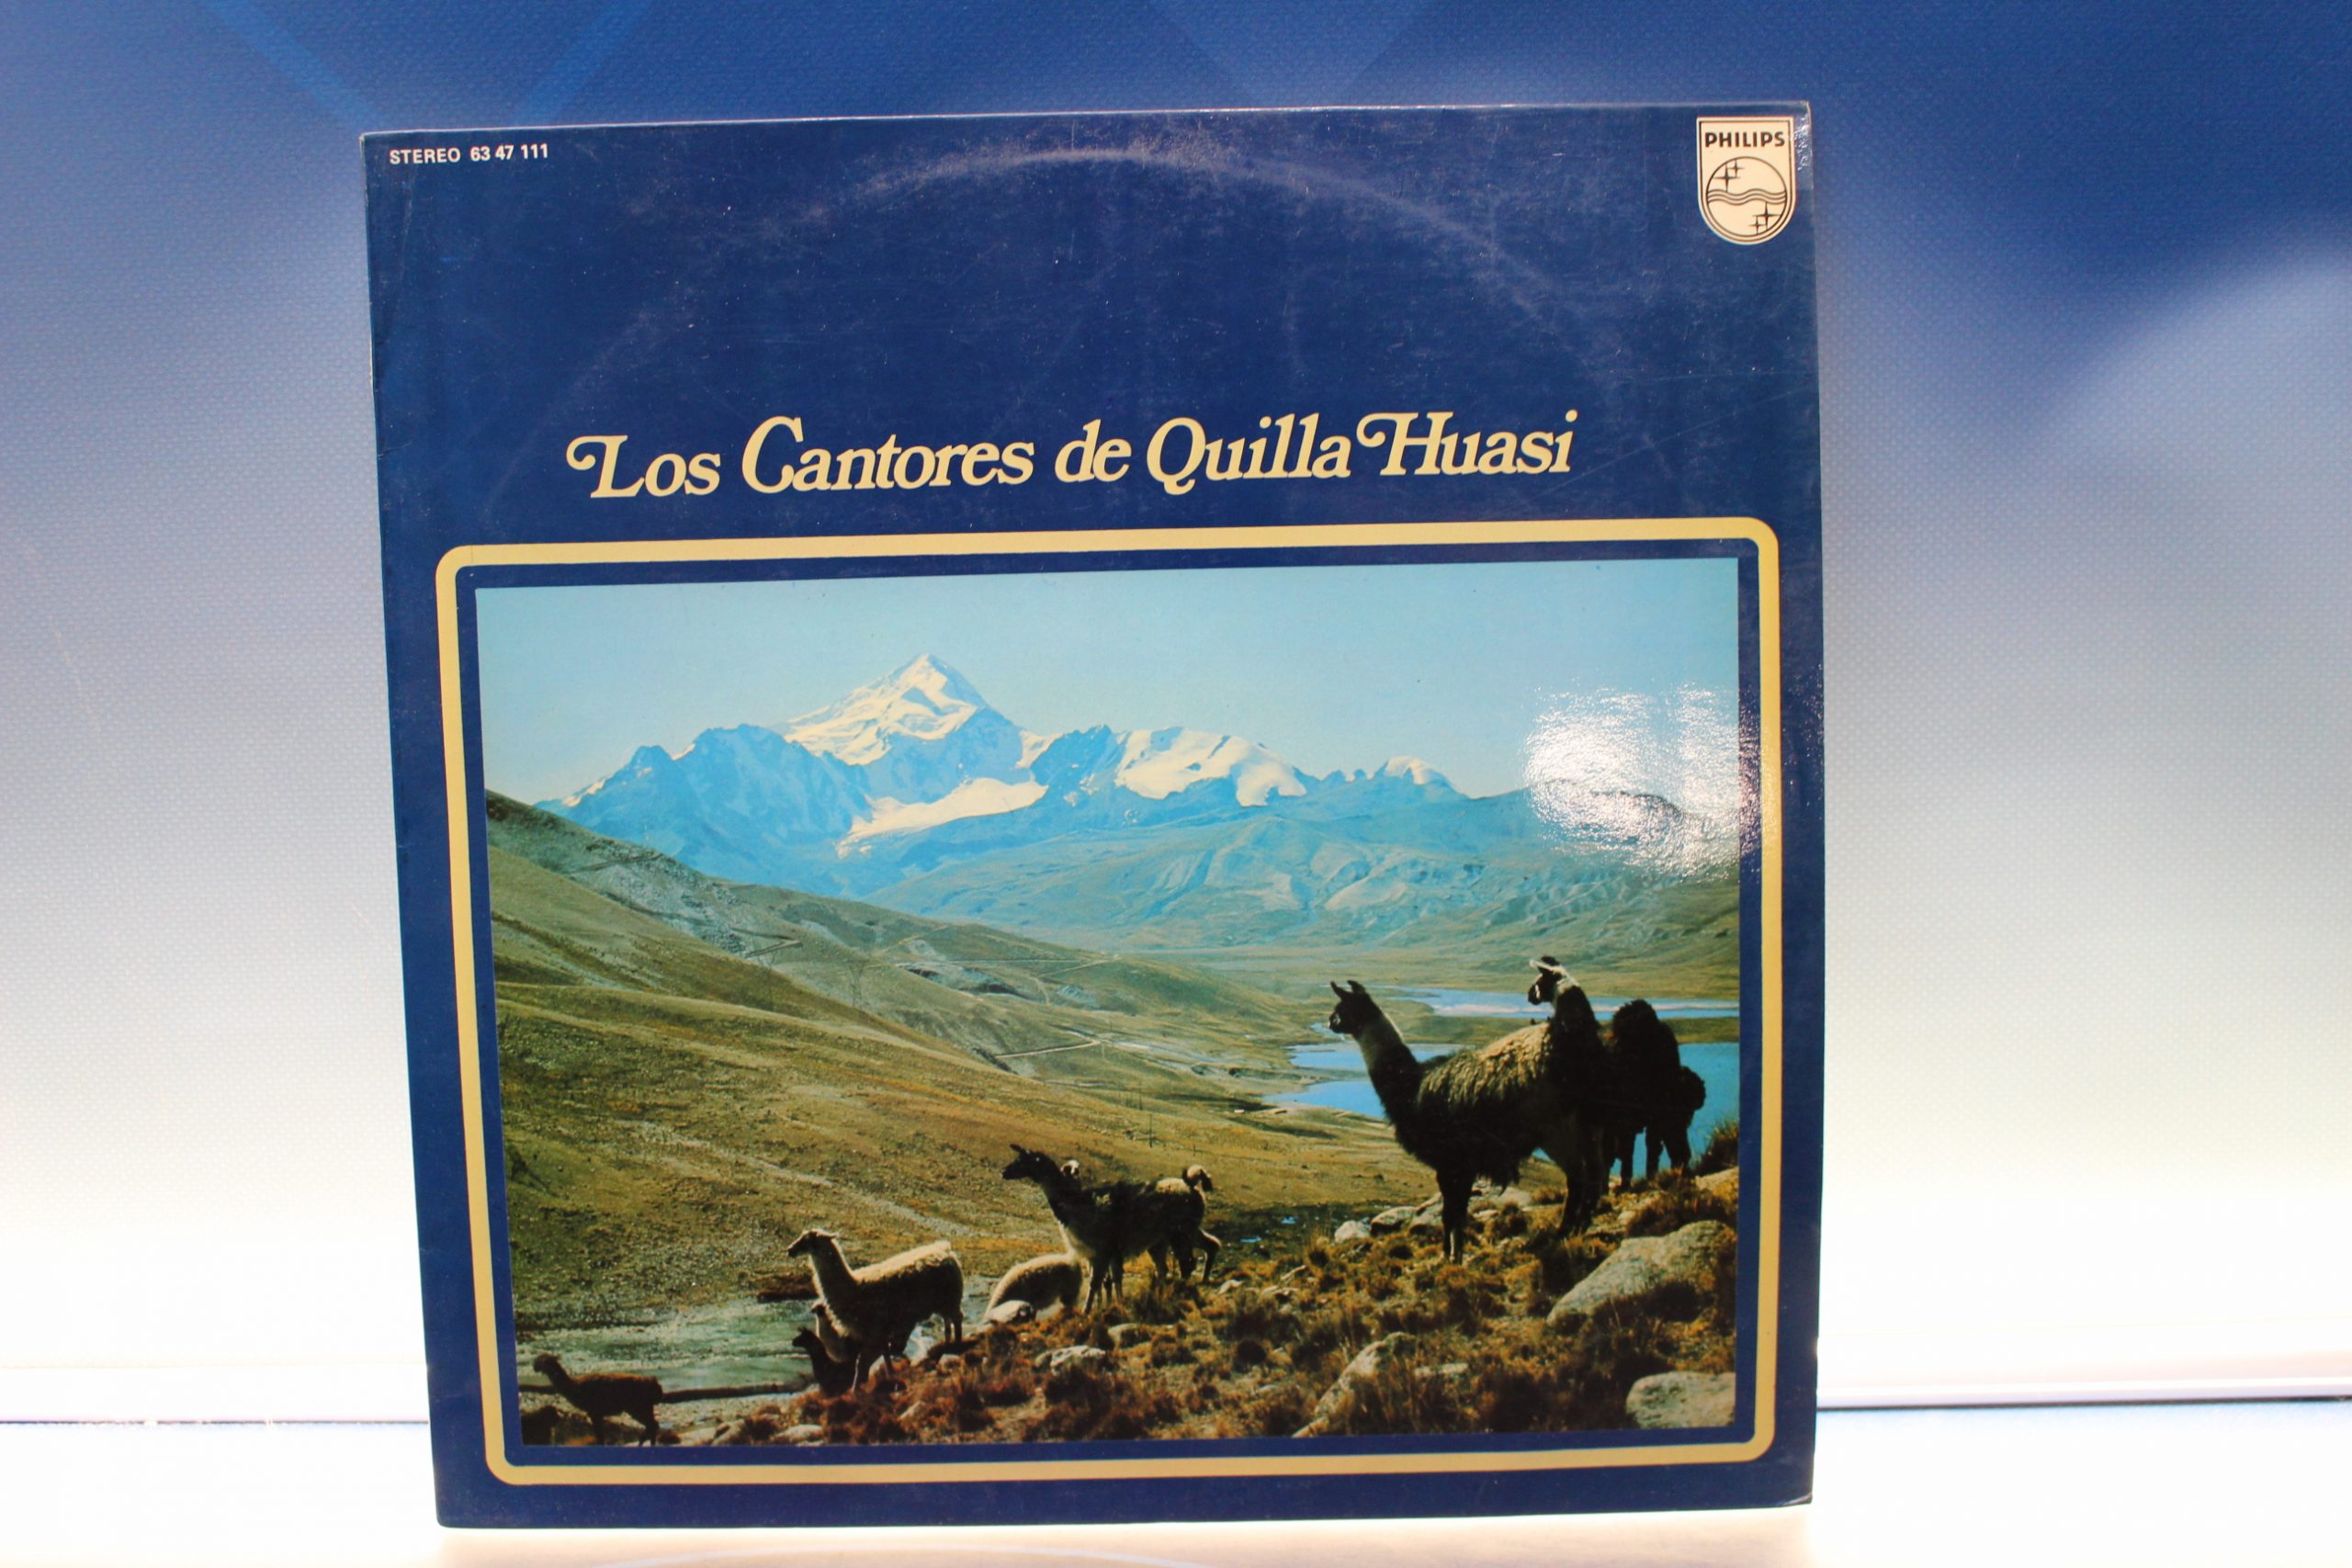 STEREO 63 47 111
PHILIPS
Los Cantores de Quilla Huasi